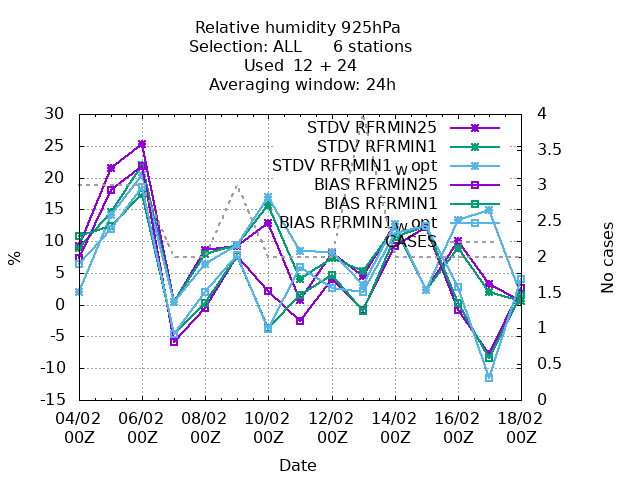 Relative humidity 925hPa
Selection: ALL 6 stations
Used 12 + 24
Averaging window: 24h
30 4
STDV RFRMIN25
25 3.5
STDV RFRMIN1
STDV RFRMIN1_w opt
20 3
BIAS RFRMIN25
BIAS RFRMIN1
15 2.5
BIAS RFRMIN1_w opt
CASES
10 2
%
No cases
5 1.5
0 1
-5
-10 0.5
-15 0
04/02 06/02 08/02 10/02 12/02 14/02 16/02 18/02
00Z 00Z 00Z 00Z 00Z 00Z 00Z 00Z
Date